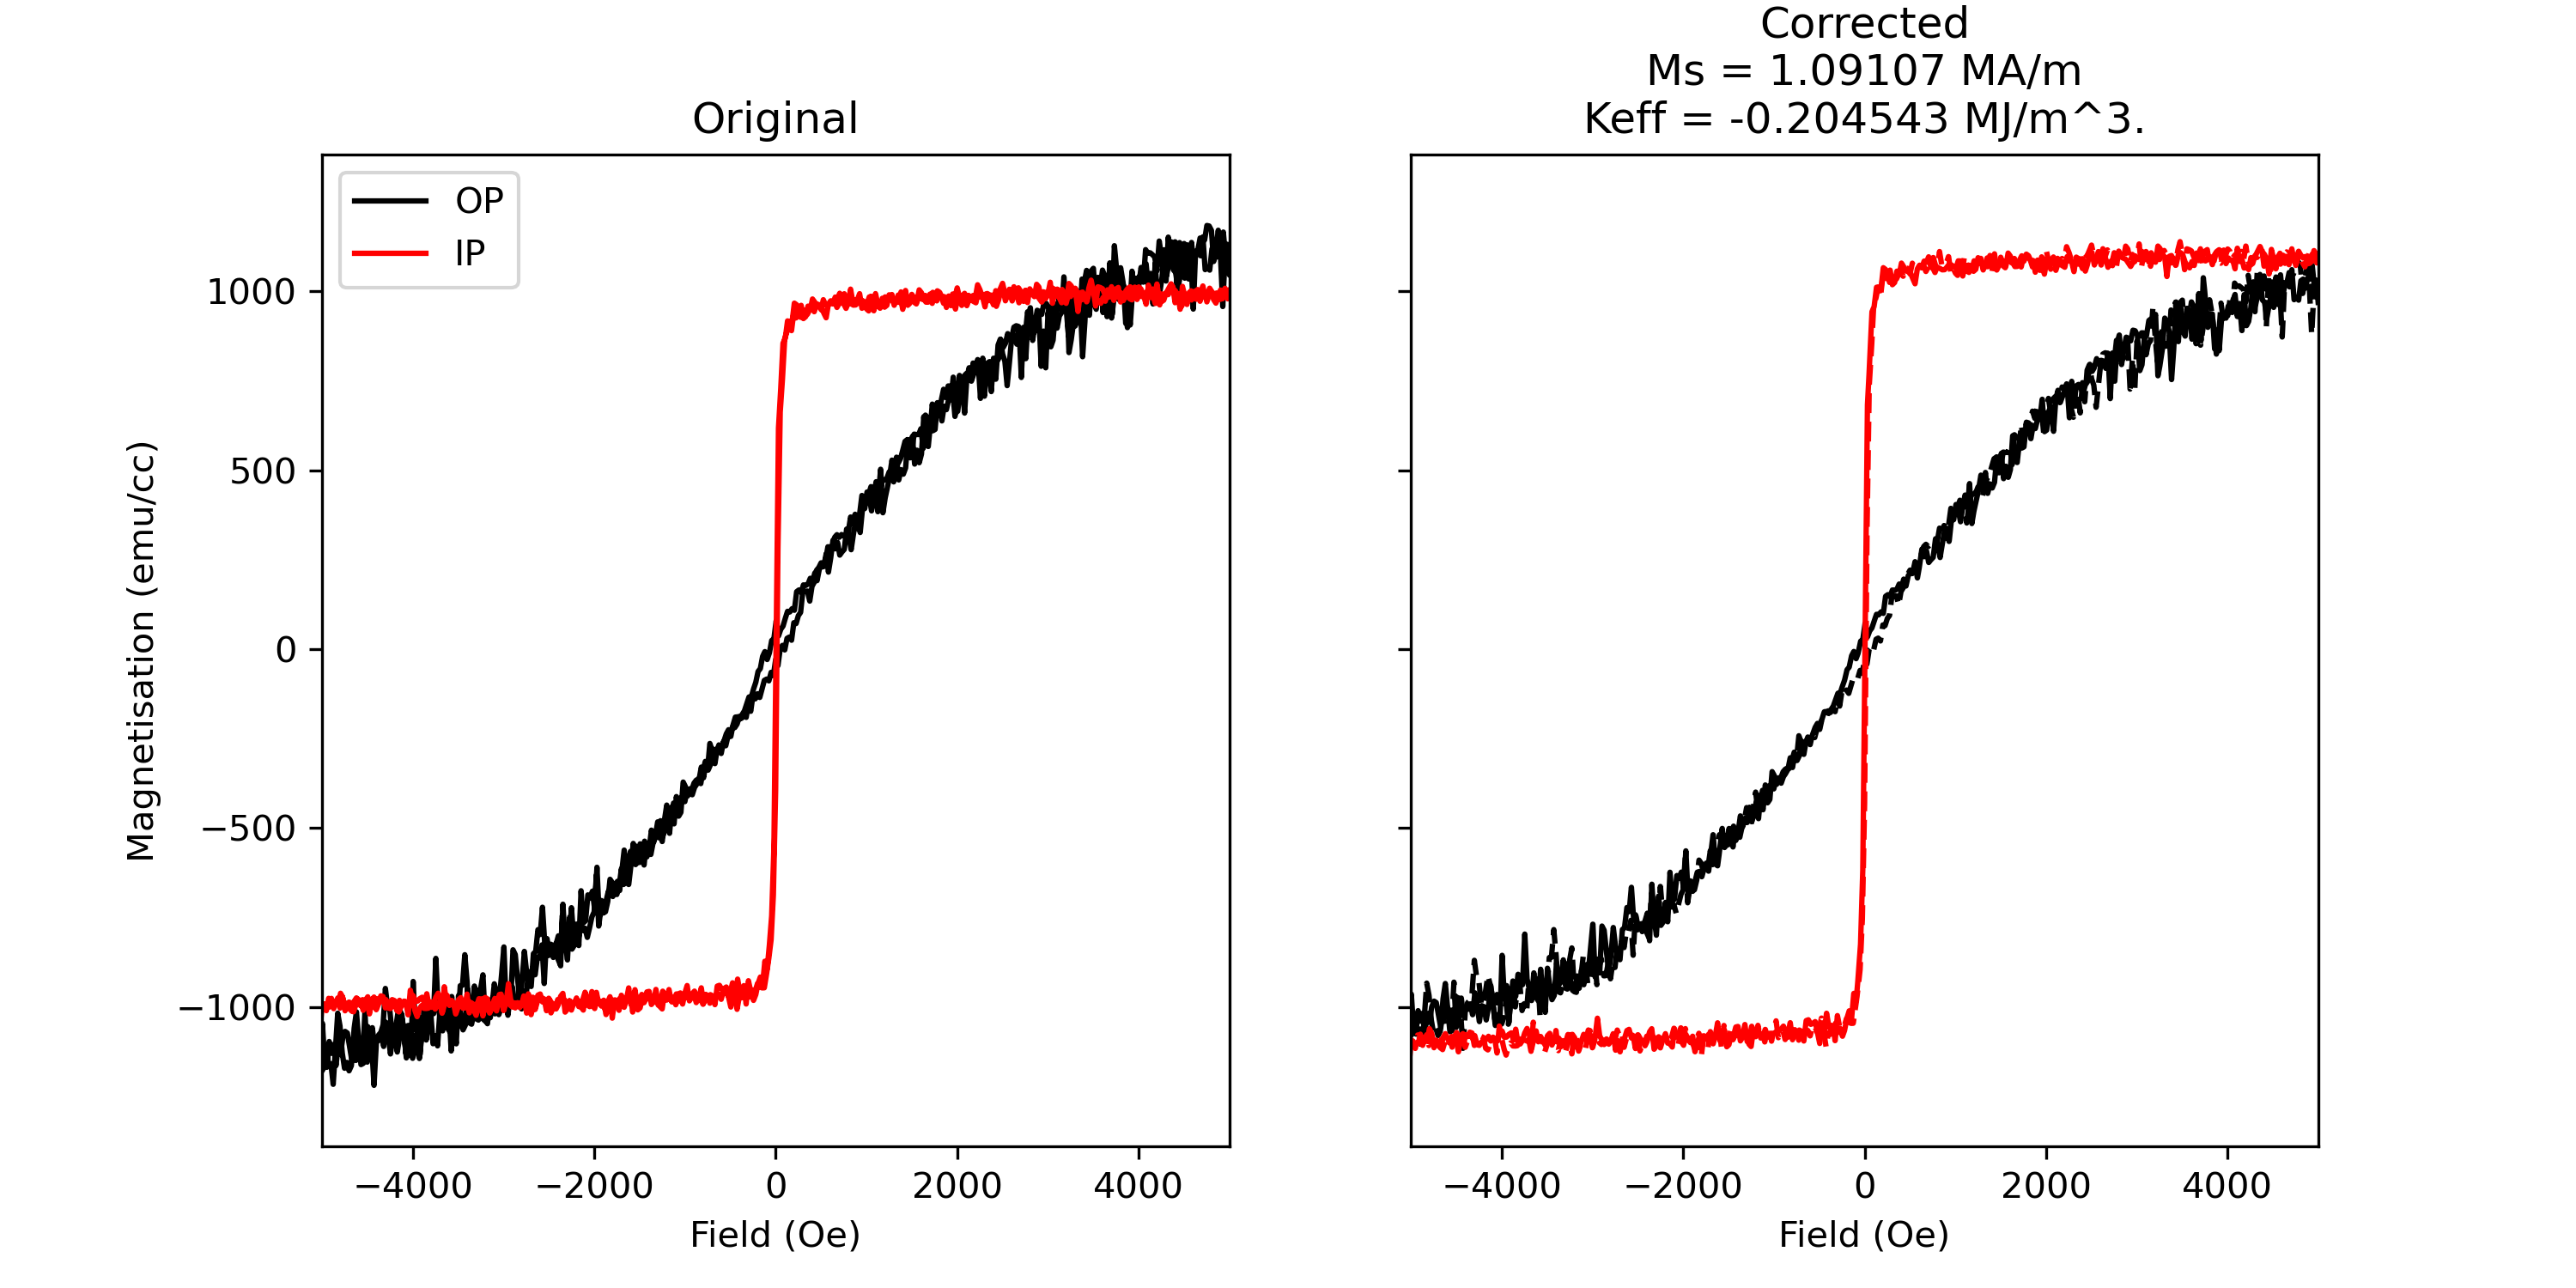 Original
OP
IP
1000
500
0
−500
−1000
Magnetisation (emu/cc)
−4000 −2000 0 2000 4000
Field (Oe)
Corrected
Ms = 1.09107 MA/m
Keff = -0.204543 MJ/m^3.
−4000 −2000 0 2000 4000
Field (Oe)